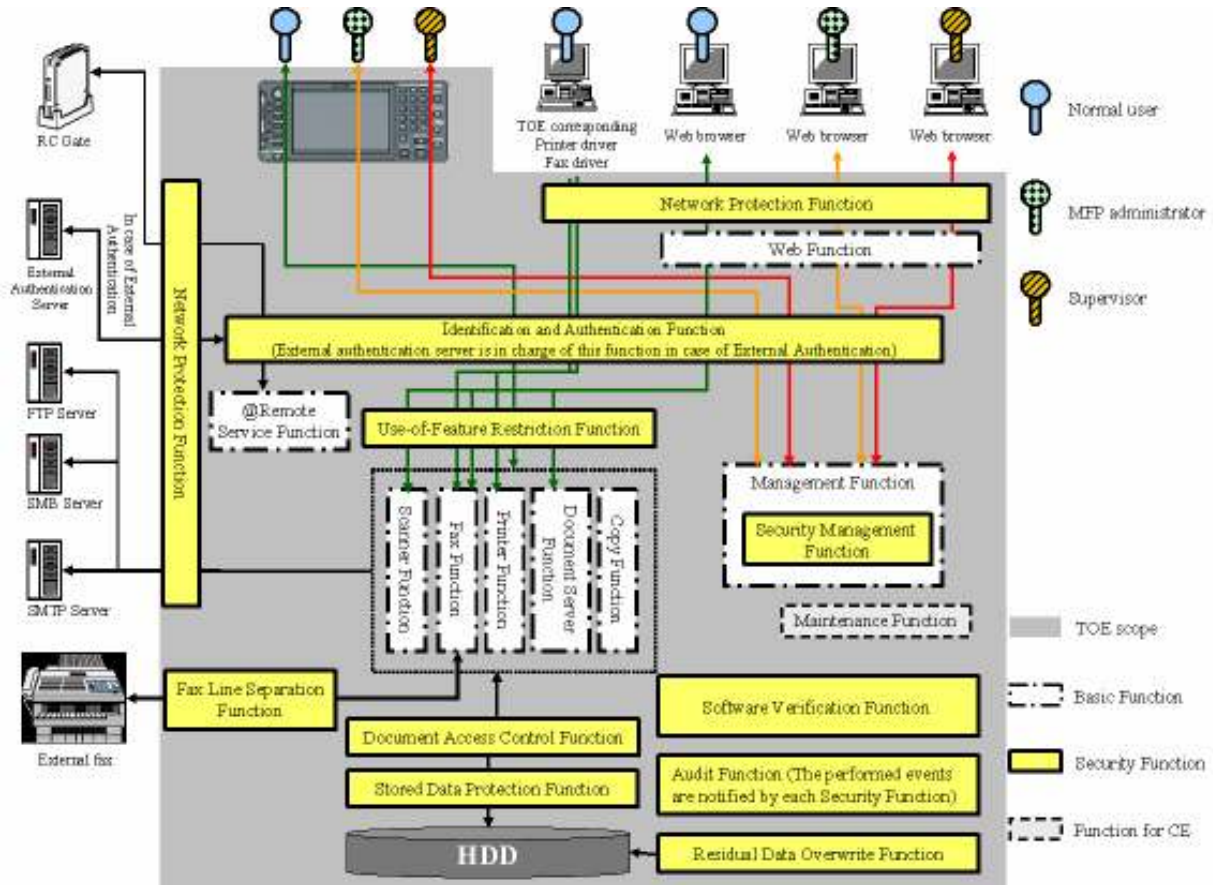 RC Gate
TOE corresponding
Printer driver
Fax driver
Web browser
Web browser
Web browser
Normal user
MFP administrator
Supervisor
Network Protection Function
Web Function
External
Authentication
Server
In case of External
Authentication
Network Protection Function
Identification and Authentication Function
(External authentication server is in charge of this function in case of External Authentication)
FTP Server
SMB Server
SMTP Server
@Remote
Service Function
Use-of-Feature Restriction Function
Scanner Function
Fax Function
Printer Function
Document Server
Function
Copy Function
Management Function
Security Management
Function
Maintenance Function
TOE scope
Basic Function
Security Function
Function for CE
External fax
Fax Line Separation
Function
Document Access Control Function
Stored Data Protection Function
HDD
Software Verification Function
Audit Function (The performed events
are notified by each Security Function)
Residual Data Overwrite Function